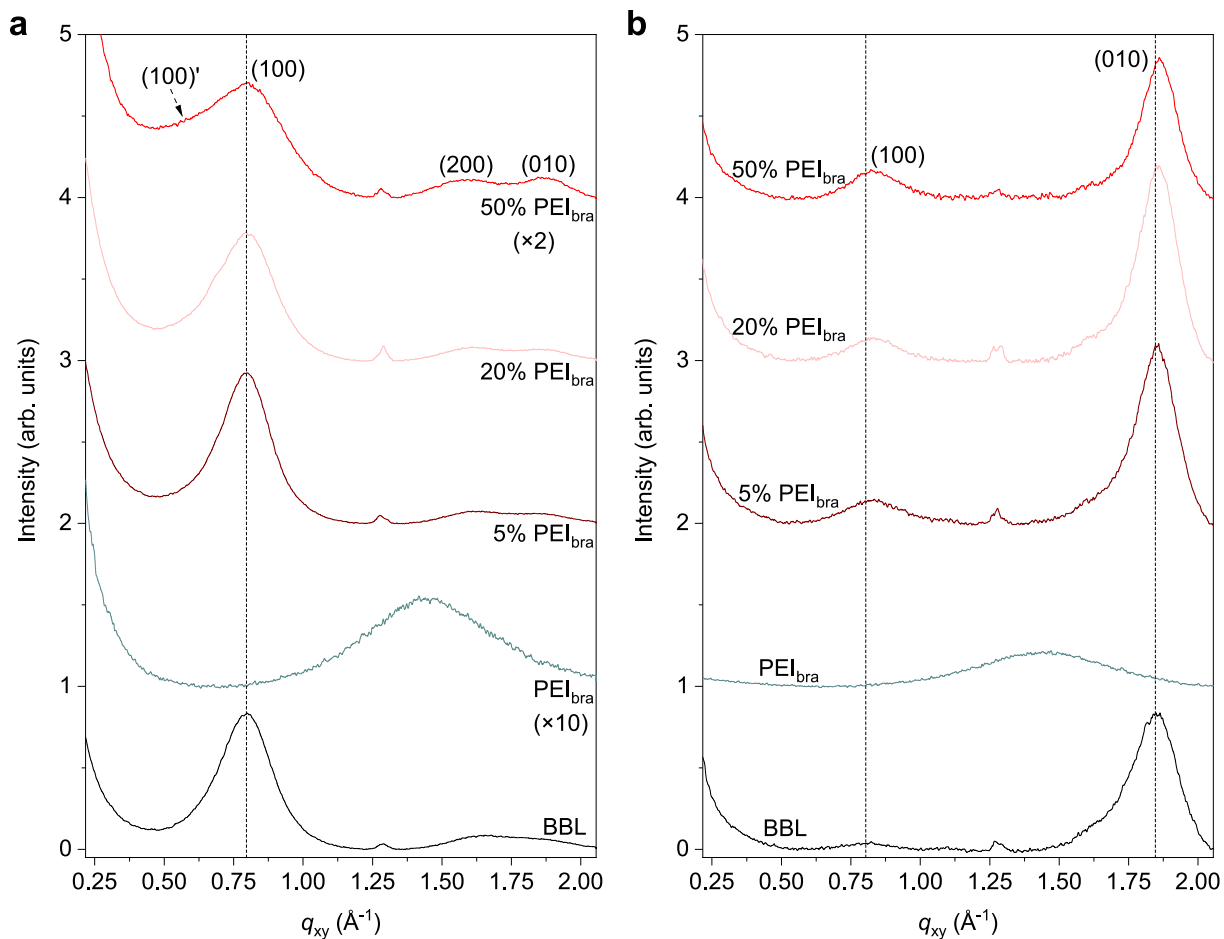 a
Intensity (arb. units)
5
4
3
2
1
0
(100)'
(100)
(200)
(010)
50% PEIbra
(×2)
20% PEIbra
5% PEIbra
PEIbra
(×10)
BBL
0.25 0.50 0.75 1.00 1.25 1.50 1.75 2.00
qxy (Å-1)
b
Intensity (arb. units)
5
4
3
2
1
0
(010)
(100)
50% PEIbra
20% PEIbra
5% PEIbra
PEIbra
BBL
0.25 0.50 0.75 1.00 1.25 1.50 1.75 2.00
qxy (Å-1)